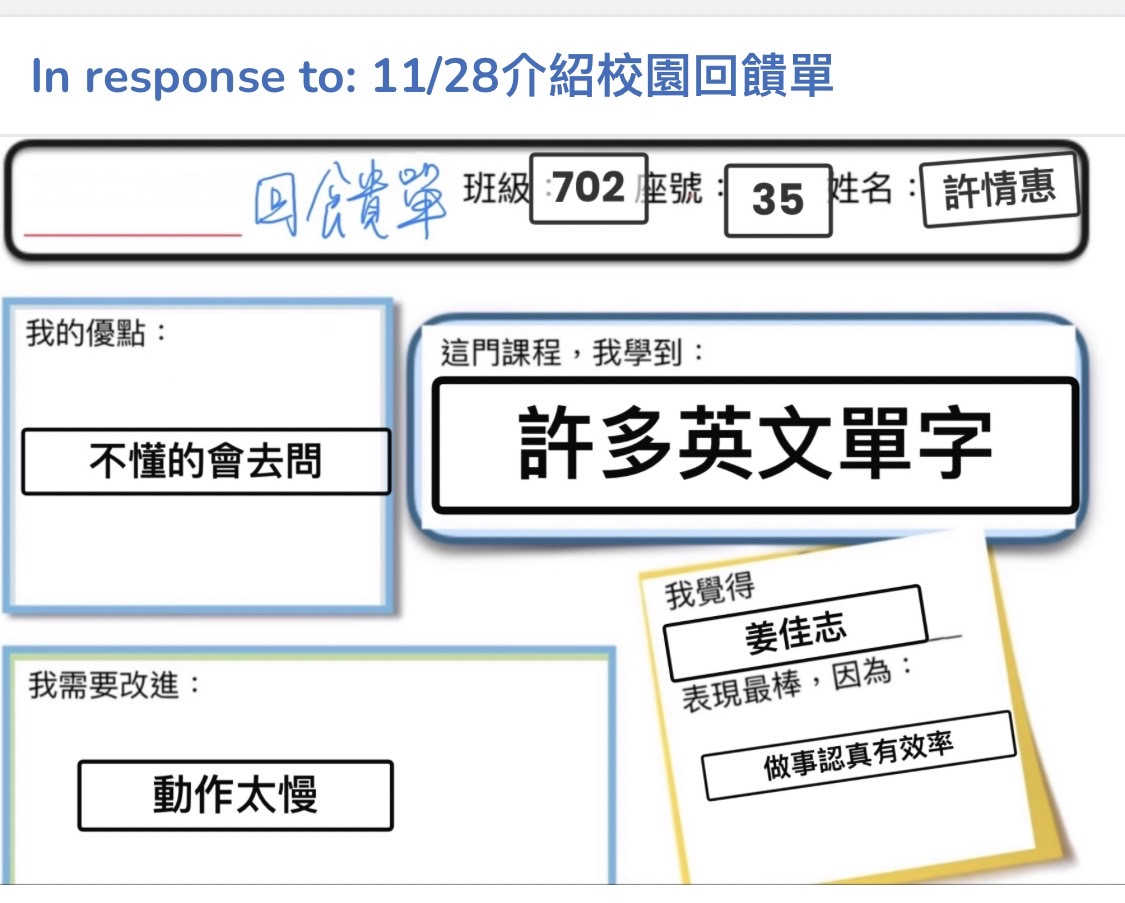 In response to: 11/28介紹校園回饋單
回饋單 班級:702 座號:35 姓名:許情惠
我的優點:
不懂的會去問
這門課程,我學到:
許多英文單字
我覺得
姜佳志
表現最棒,因為:
做事認真有效率
我需要改進:
動作太慢